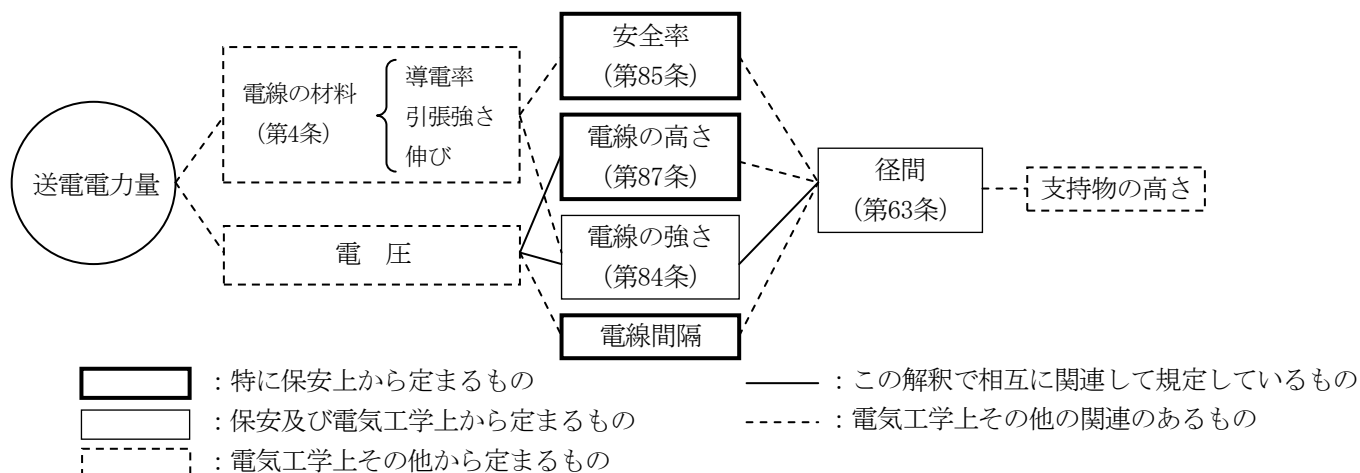 送電電力量
電線の材料
(第4条)
導電率
引張強さ
伸び
電 圧
安全率
(第85条)
電線の高さ
(第87条)
電線の強さ
(第84条)
電線間隔
径間
(第63条)
支持物の高さ
：特に保安上から定まるもの
：保安及び電気工学上から定まるもの
：電気工学上その他から定まるもの
：この解釈で相互に関連して規定しているもの
：電気工学上その他の関連のあるもの